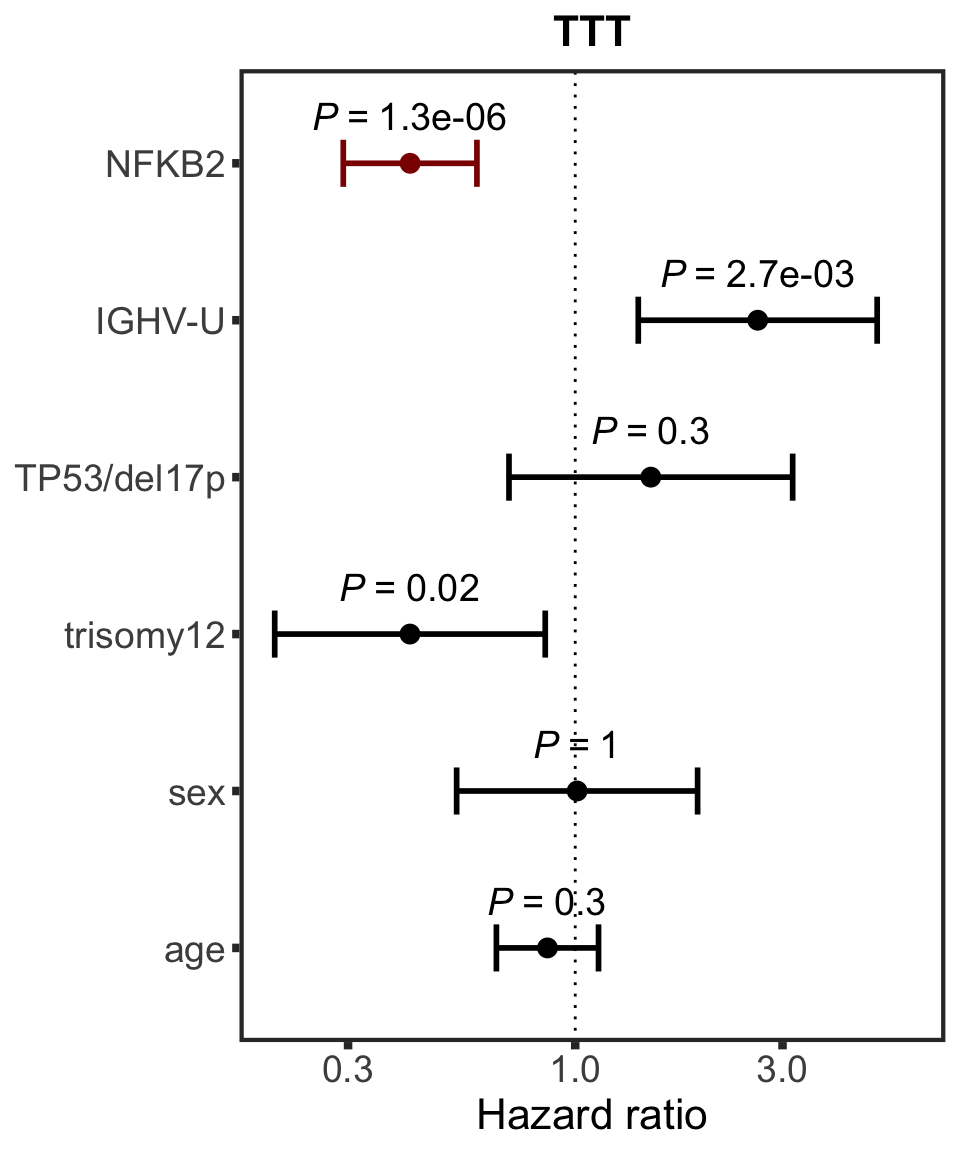 TTT
P = 1.3e-06
NFKB2
P = 2.7e-03
IGHV-U
P = 0.3
TP53/del17p
P = 0.02
trisomy12
P = 1
sex
P = 0.3
age
0.3 1.0 3.0
Hazard ratio